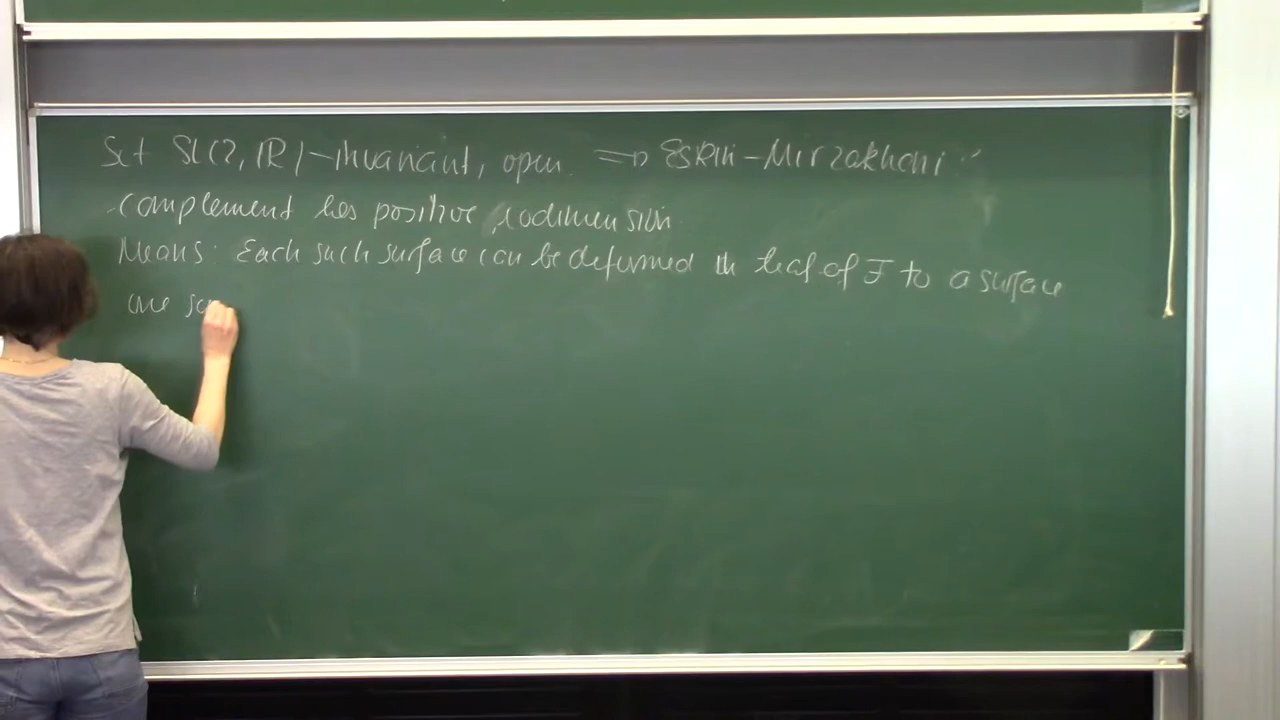 Set SL(2, ℝ)-invariant, open. ⟹ Eskin-Mirzakhani:
complement has positive codimension.
Means: Each such surface can be deformed in leaf of F to a surface